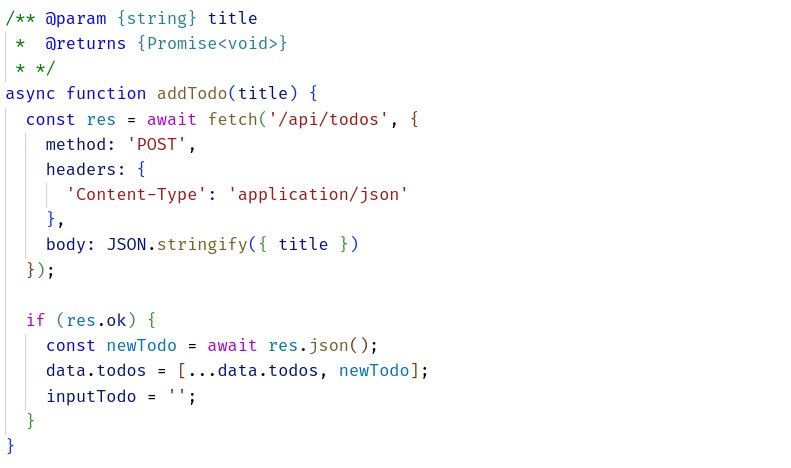 /** @param {string} title
 *  @returns {Promise<void>}
 * */
async function addTodo(title) {
  const res = await fetch('/api/todos', {
    method: 'POST',
    headers: {
      'Content-Type': 'application/json'
    },
    body: JSON.stringify({ title })
  });

  if (res.ok) {
    const newTodo = await res.json();
    data.todos = [...data.todos, newTodo];
    inputTodo = '';
  }
}